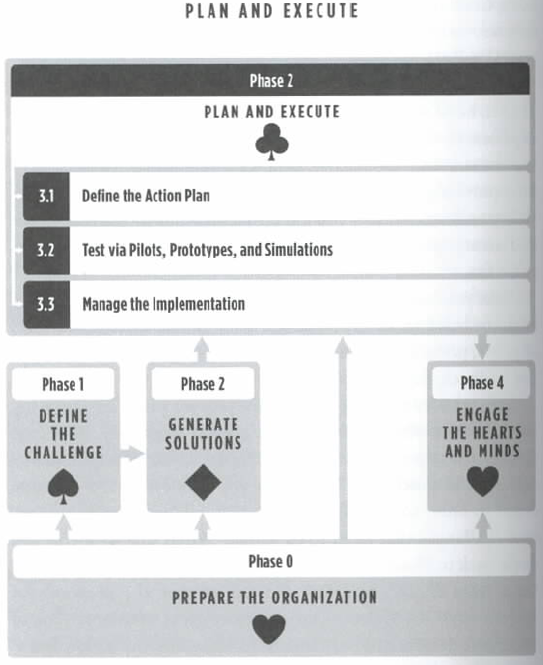 PLAN AND EXECUTE
Phase 2
PLAN AND EXECUTE
3.1 Define the Action Plan
3.2 Test via Pilots, Prototypes, and Simulations
3.3 Manage the Implementation
Phase 1
DEFINE
THE
CHALLENGE
Phase 2
GENERATE
SOLUTIONS
Phase 4
ENGAGE
THE HEARTS
AND MINDS
Phase 0
PREPARE THE ORGANIZATION